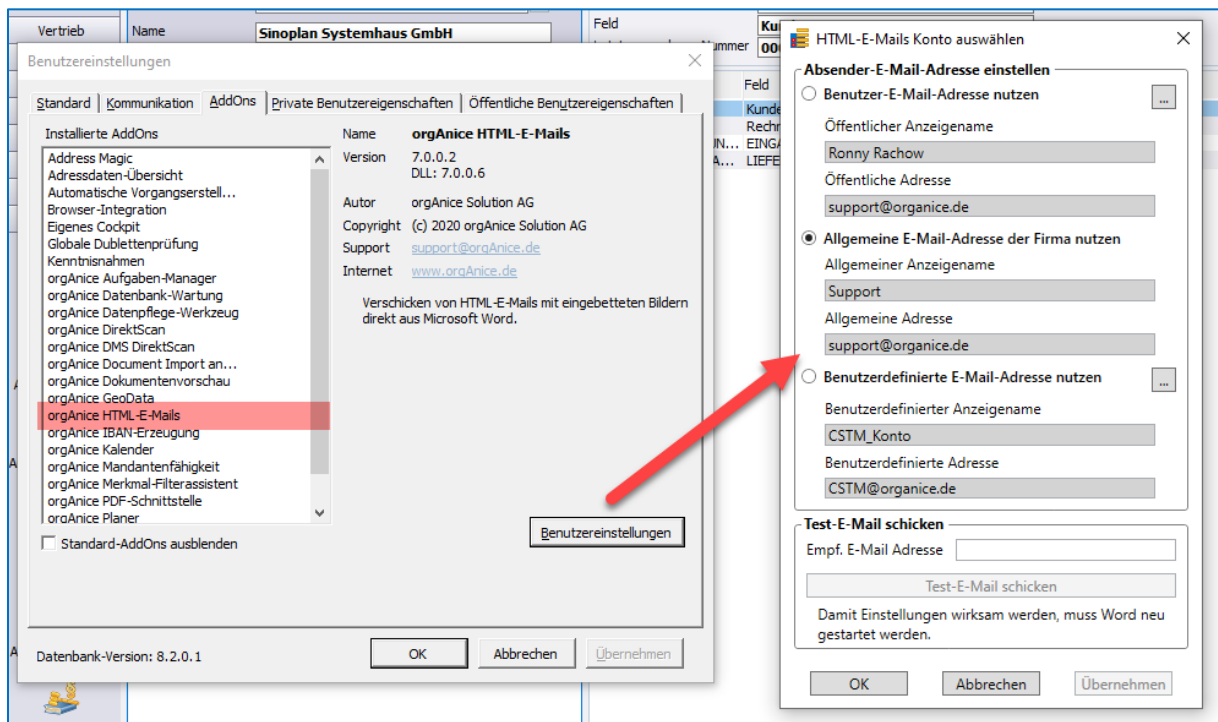 Vertrieb
Name
Sinoplan Systemhaus GmbH
Feld
Nummer
Feld
Benutzereinstellungen
Standard
Kommunikation
AddOns
Private Benutzereigenschaften
Öffentliche Benutzereigenschaften
Installierte AddOns
Address Magic
Adressdaten-Übersicht
Automatische Vorgangserstell...
Browser-Integration
Eigenes Cockpit
Globale Dublettenprüfung
Kenntnisnahmen
orgAnice Aufgaben-Manager
orgAnice Datenbank-Wartung
orgAnice Datenpflege-Werkzeug
orgAnice DirektScan
orgAnice DMS DirektScan
orgAnice Document Import an...
orgAnice Dokumentenvorschau
orgAnice GeoData
orgAnice HTML-E-Mails
orgAnice IBAN-Erzeugung
orgAnice Kalender
orgAnice Mandantenfähigkeit
orgAnice Merkmal-Filterassistent
orgAnice PDF-Schnittstelle
orgAnice Planer
Standard-AddOns ausblenden
Name orgAnice HTML-E-Mails
Version 7.0.0.2
DLL: 7.0.0.6
Autor orgAnice Solution AG
Copyright (c) 2020 orgAnice Solution AG
Support support@orgAnice.de
Internet www.orgAnice.de
Verschicken von HTML-E-Mails mit eingebetteten Bildern
direkt aus Microsoft Word.
Benutzereinstellungen
Datenbank-Version: 8.2.0.1
OK
Abbrechen
Übernehmen
HTML-E-Mails Konto auswählen
Absender-E-Mail-Adresse einstellen
Benutzer-E-Mail-Adresse nutzen
...
Öffentlicher Anzeigename
Ronny Rachow
Öffentliche Adresse
support@organice.de
Allgemeine E-Mail-Adresse der Firma nutzen
Allgemeiner Anzeigename
Support
Allgemeine Adresse
support@organice.de
Benutzerdefinierte E-Mail-Adresse nutzen
...
Benutzerdefinierter Anzeigename
CSTM_Konto
Benutzerdefinierte Adresse
CSTM@organice.de
Test-E-Mail schicken
Empf. E-Mail Adresse
Test-E-Mail schicken
Damit Einstellungen wirksam werden, muss Word neu
gestartet werden.
OK
Abbrechen
Übernehmen